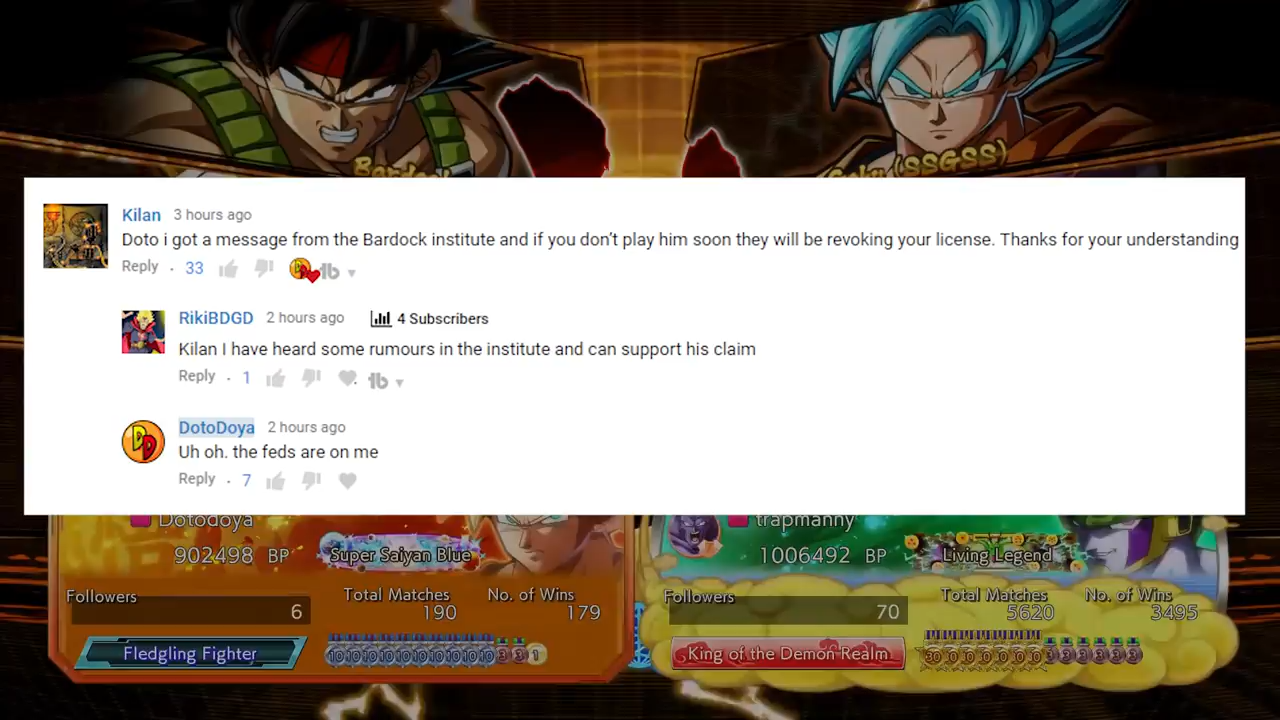 Bardock
Goku (SSGSS)
Kilan 3 hours ago
Doto i got a message from the Bardock institute and if you don't play him soon they will be revoking your license. Thanks for your understanding
Reply . 33
RikiBDGD 2 hours ago 4 Subscribers
Kilan I have heard some rumours in the institute and can support his claim
Reply . 1
DotoDoya 2 hours ago
Uh oh. the feds are on me
Reply . 7
Dotodoya
902498 BP
Super Saiyan Blue
Followers
6
Total Matches
190
No. of Wins
179
Fledgling Fighter
trapmanny
1006492 BP
Living Legend
Followers
70
Total Matches
5620
No. of Wins
3495
King of the Demon Realm